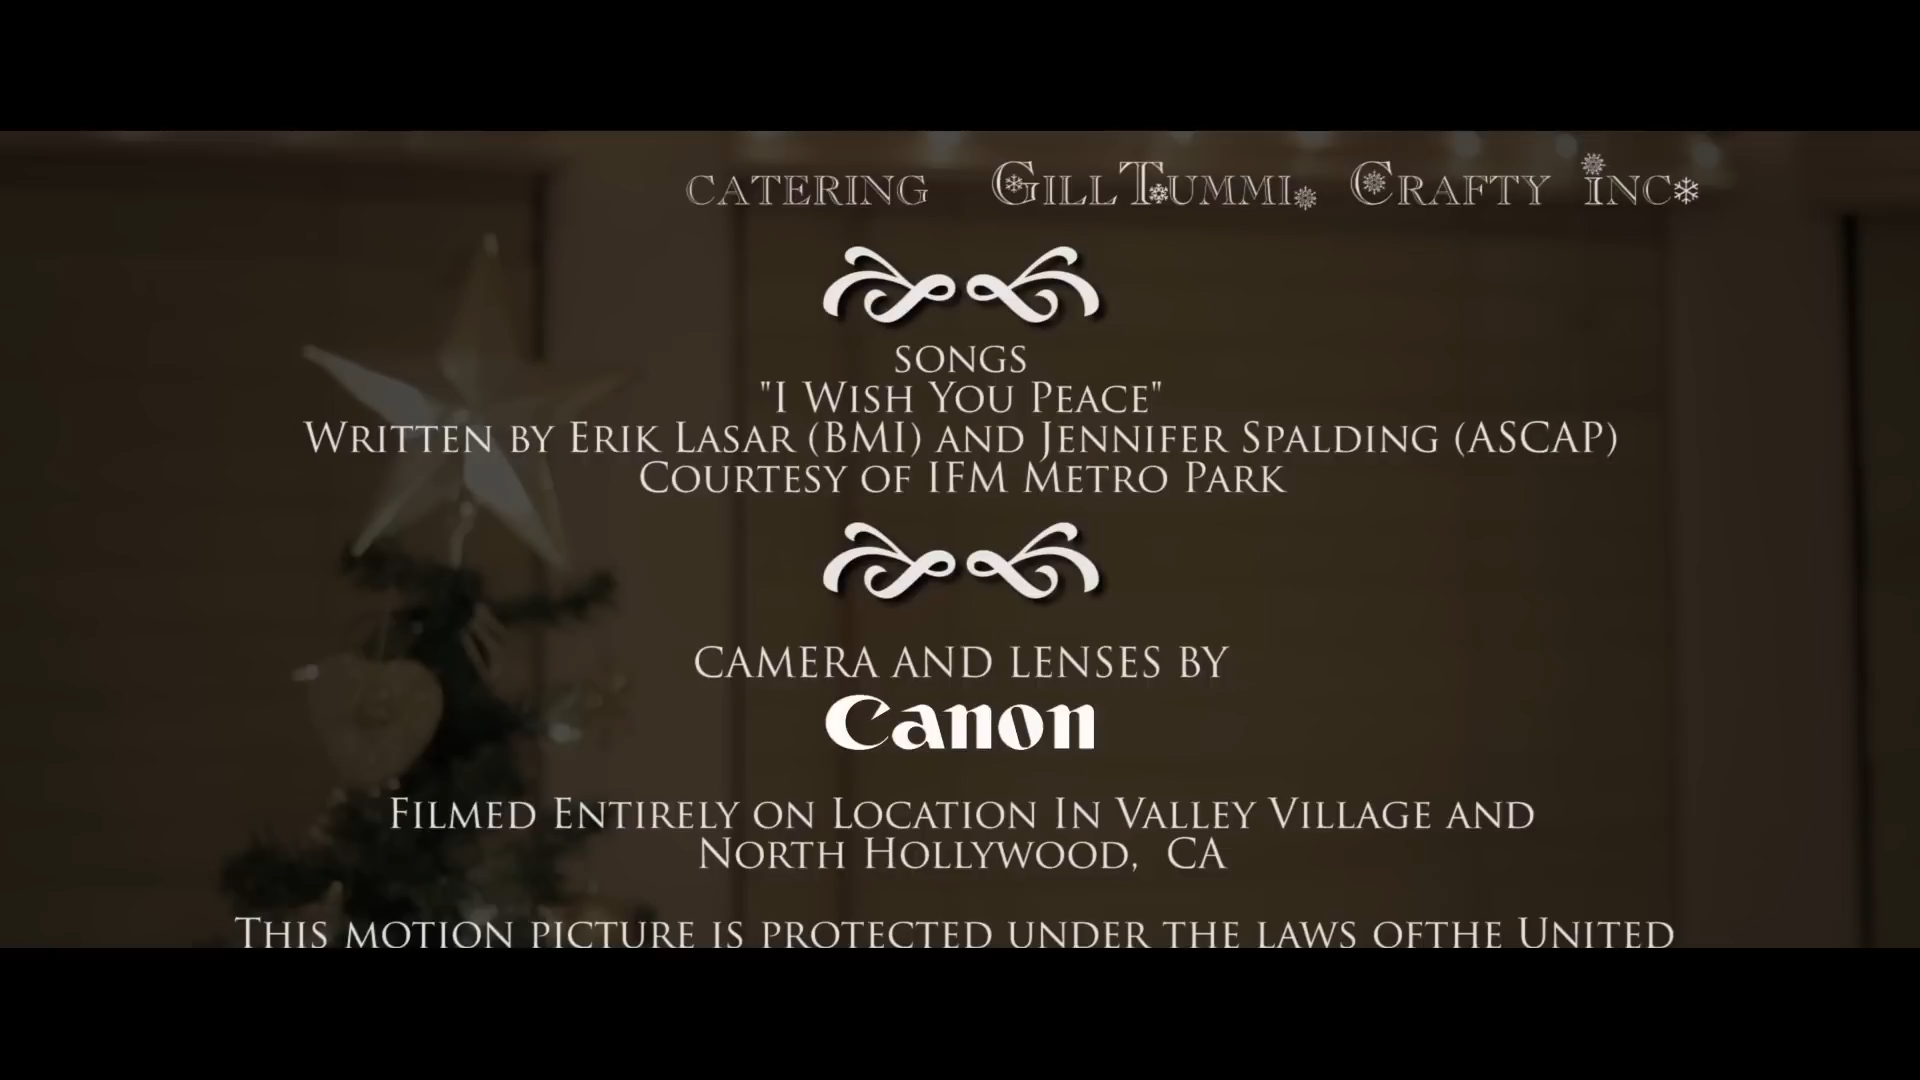 CATERING GILLTUMMI. CRAFTY INC.
SONGS
"I WISH YOU PEACE"
WRITTEN BY ERIK LASAR (BMI) AND JENNIFER SPALDING (ASCAP)
COURTESY OF IFM METRO PARK
CAMERA AND LENSES BY
Canon
FILMED ENTIRELY ON LOCATION IN VALLEY VILLAGE AND
NORTH HOLLYWOOD, CA
THIS MOTION PICTURE IS PROTECTED UNDER THE LAWS OFTHE UNITED